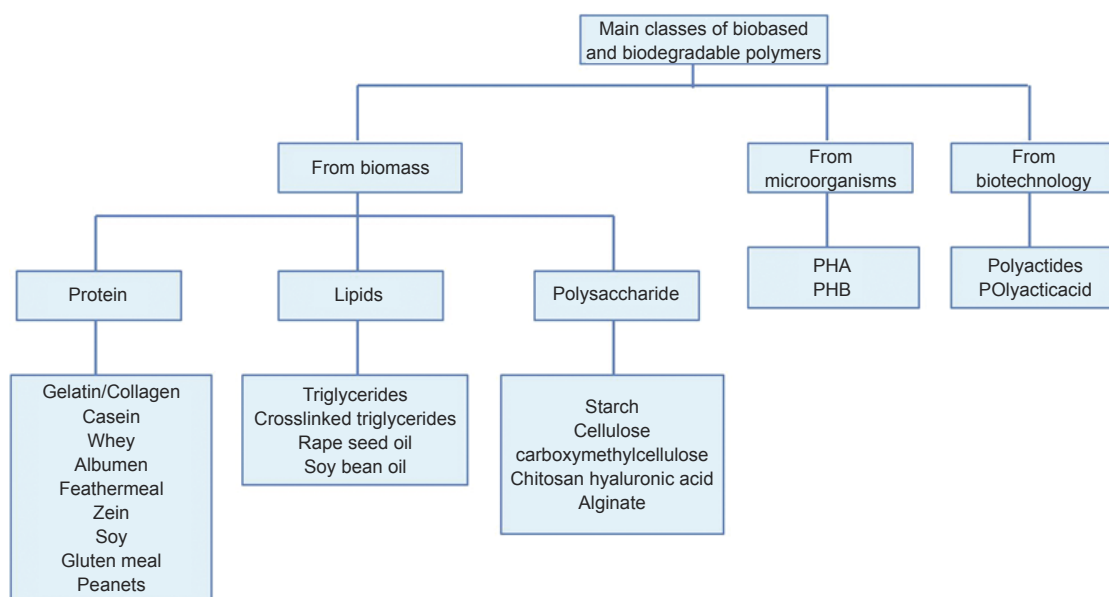 Main classes of biobased
and biodegradable polymers
From biomass
From
microorganisms
From
biotechnology
PHA
PHB
Polyactides
POlyacticacid
Protein
Lipids
Polysaccharide
Gelatin/Collagen
Casein
Whey
Albumen
Feathermeal
Zein
Soy
Gluten meal
Peanets
Triglycerides
Crosslinked triglycerides
Rape seed oil
Soy bean oil
Starch
Cellulose
carboxymethylcellulose
Chitosan hyaluronic acid
Alginate